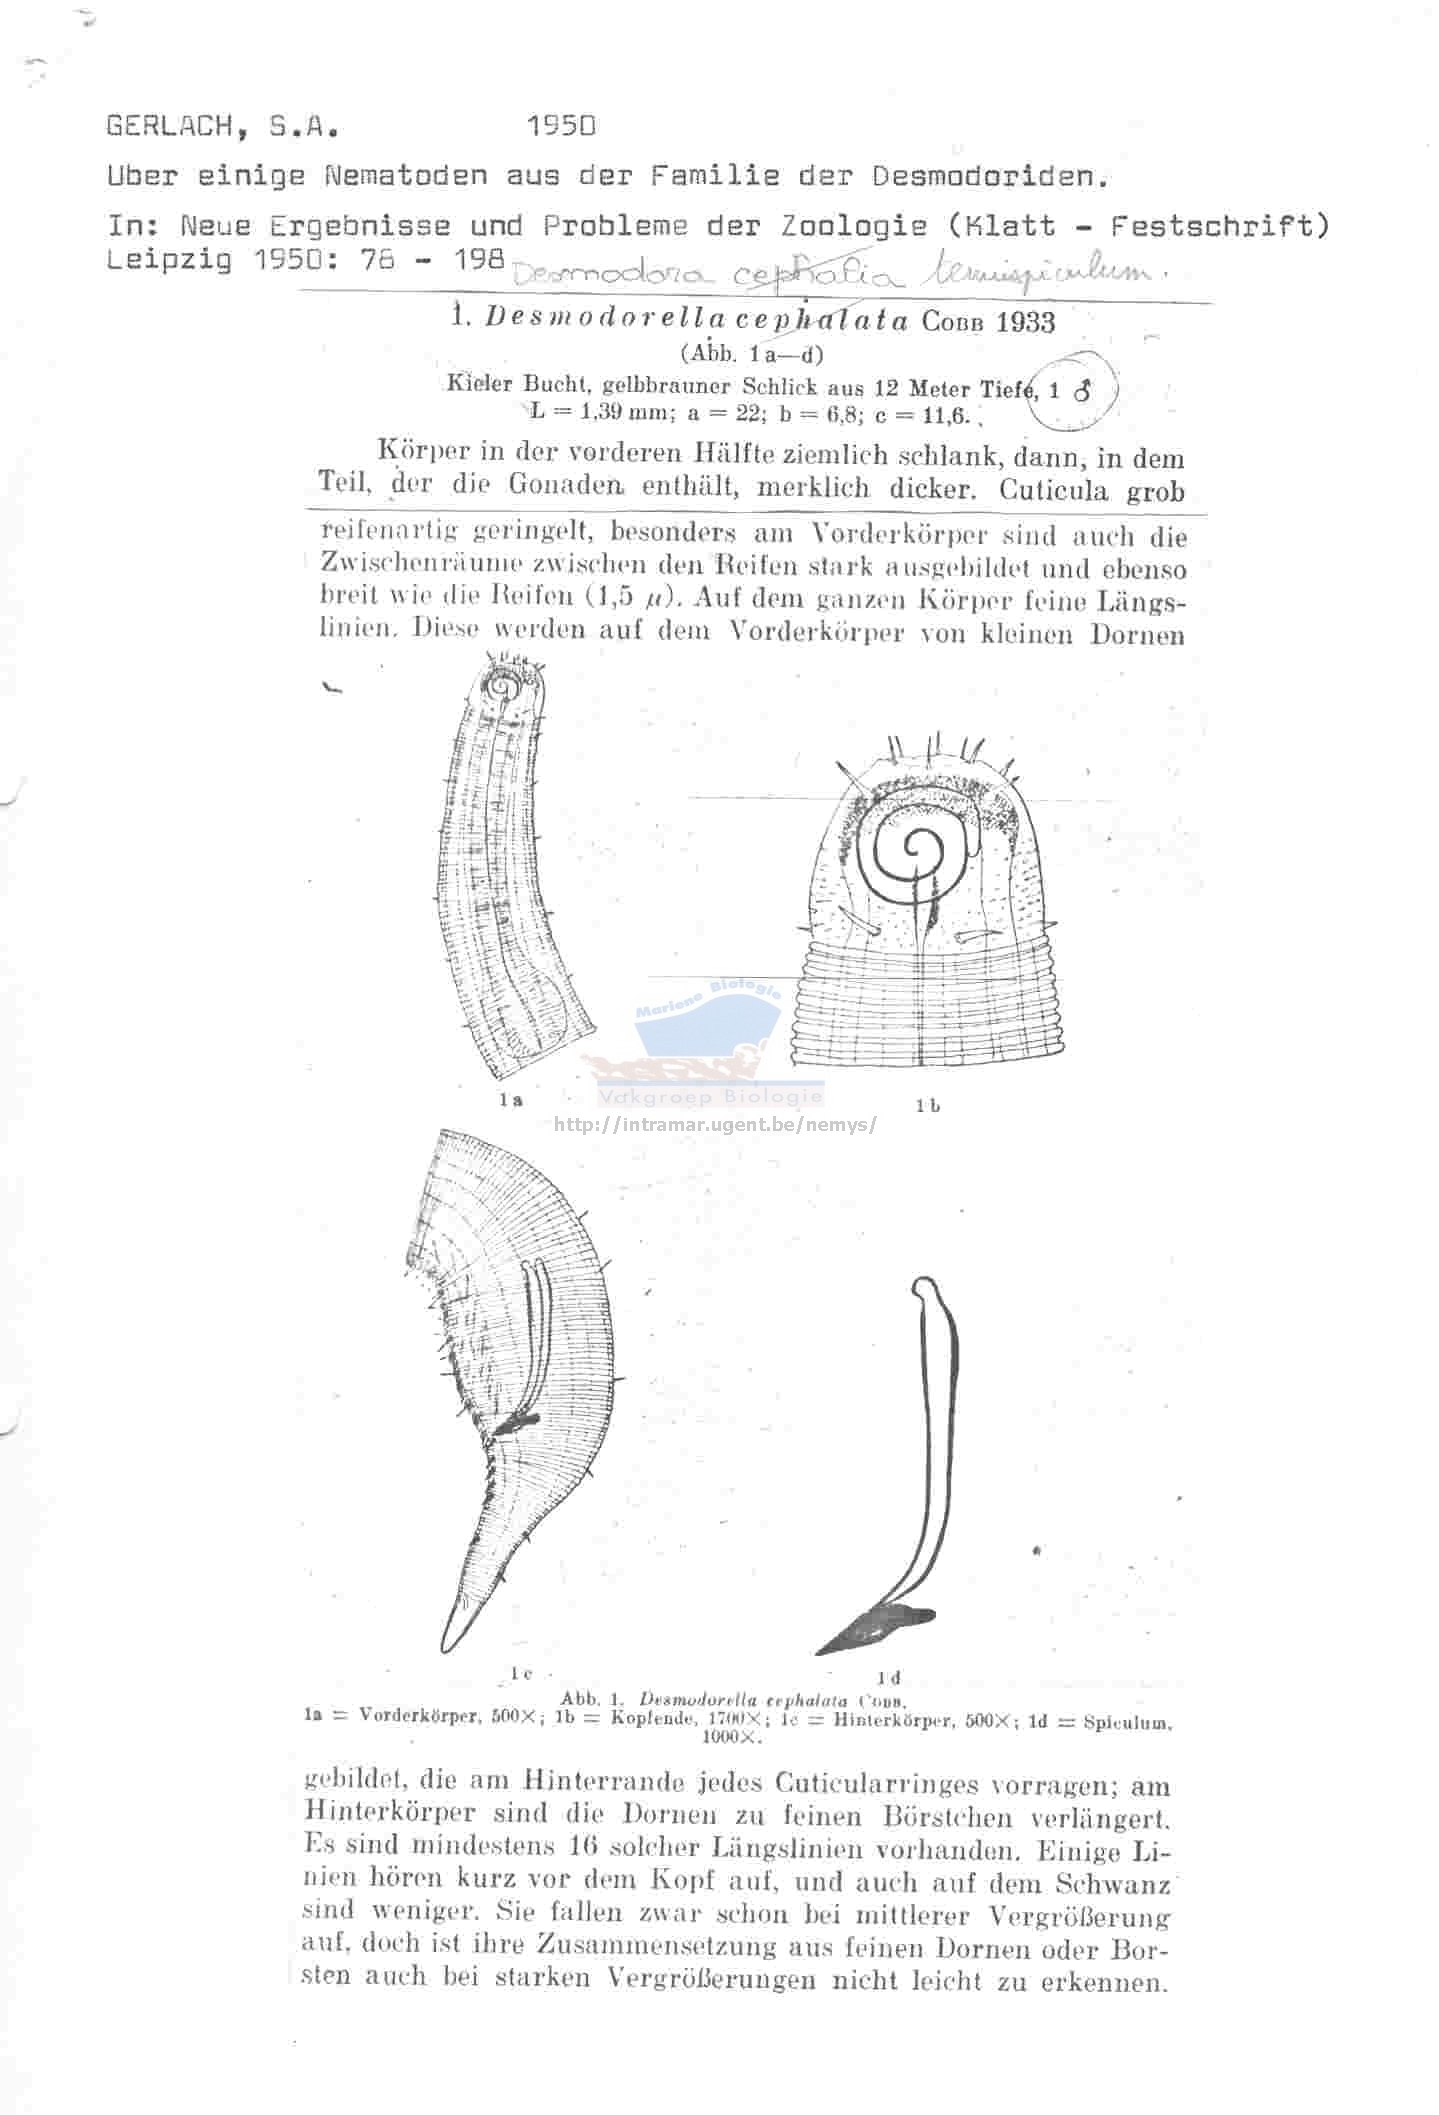 GERLACH, S.A. 1950
Uber einige Nematoden aus der Familie der Desmodoriden.
In: Neue Ergebnisse und Probleme der Zoologie (Klatt - Festschrift)
Leipzig 1950: 78 - 198 Desmodora cephalia tenuispiculum.
1. Desmodorella cephalata COBB 1933
(Abb. 1a—d)
Kieler Bucht, gelbbrauner Schlick aus 12 Meter Tiefe, 1 ♂
L = 1,39 mm; a = 22; b = 6,8; c = 11,6.
Körper in der vorderen Hälfte ziemlich schlank, dann, in dem
Teil, der die Gonaden enthält, merklich dicker. Cuticula grob
reifenartig geringelt, besonders am Vorderkörper sind auch die
Zwischenräume zwischen den Reifen stark ausgebildet und ebenso
breit wie die Reifen (1,5 µ). Auf dem ganzen Körper feine Längs-
linien. Diese werden auf dem Vorderkörper von kleinen Dornen
1a
1b
Marine Biologie
Vakgroep Biologie
http://intramar.ugent.be/nemys/
1c
1d
Abb. 1. Desmodorella cephalata COBB.
1a = Vorderkörper, 500×; 1b = Kopfende, 1700×; 1c = Hinterkörper, 500×; 1d = Spiculum,
1000×.
gebildet, die am Hinterrande jedes Cuticularringes vorragen; am
Hinterkörper sind die Dornen zu feinen Börstchen verlängert.
Es sind mindestens 16 solcher Längslinien vorhanden. Einige Li-
nien hören kurz vor dem Kopf auf, und auch auf dem Schwanz
sind weniger. Sie fallen zwar schon bei mittlerer Vergrößerung
auf, doch ist ihre Zusammensetzung aus feinen Dornen oder Bor-
sten auch bei starken Vergrößerungen nicht leicht zu erkennen.